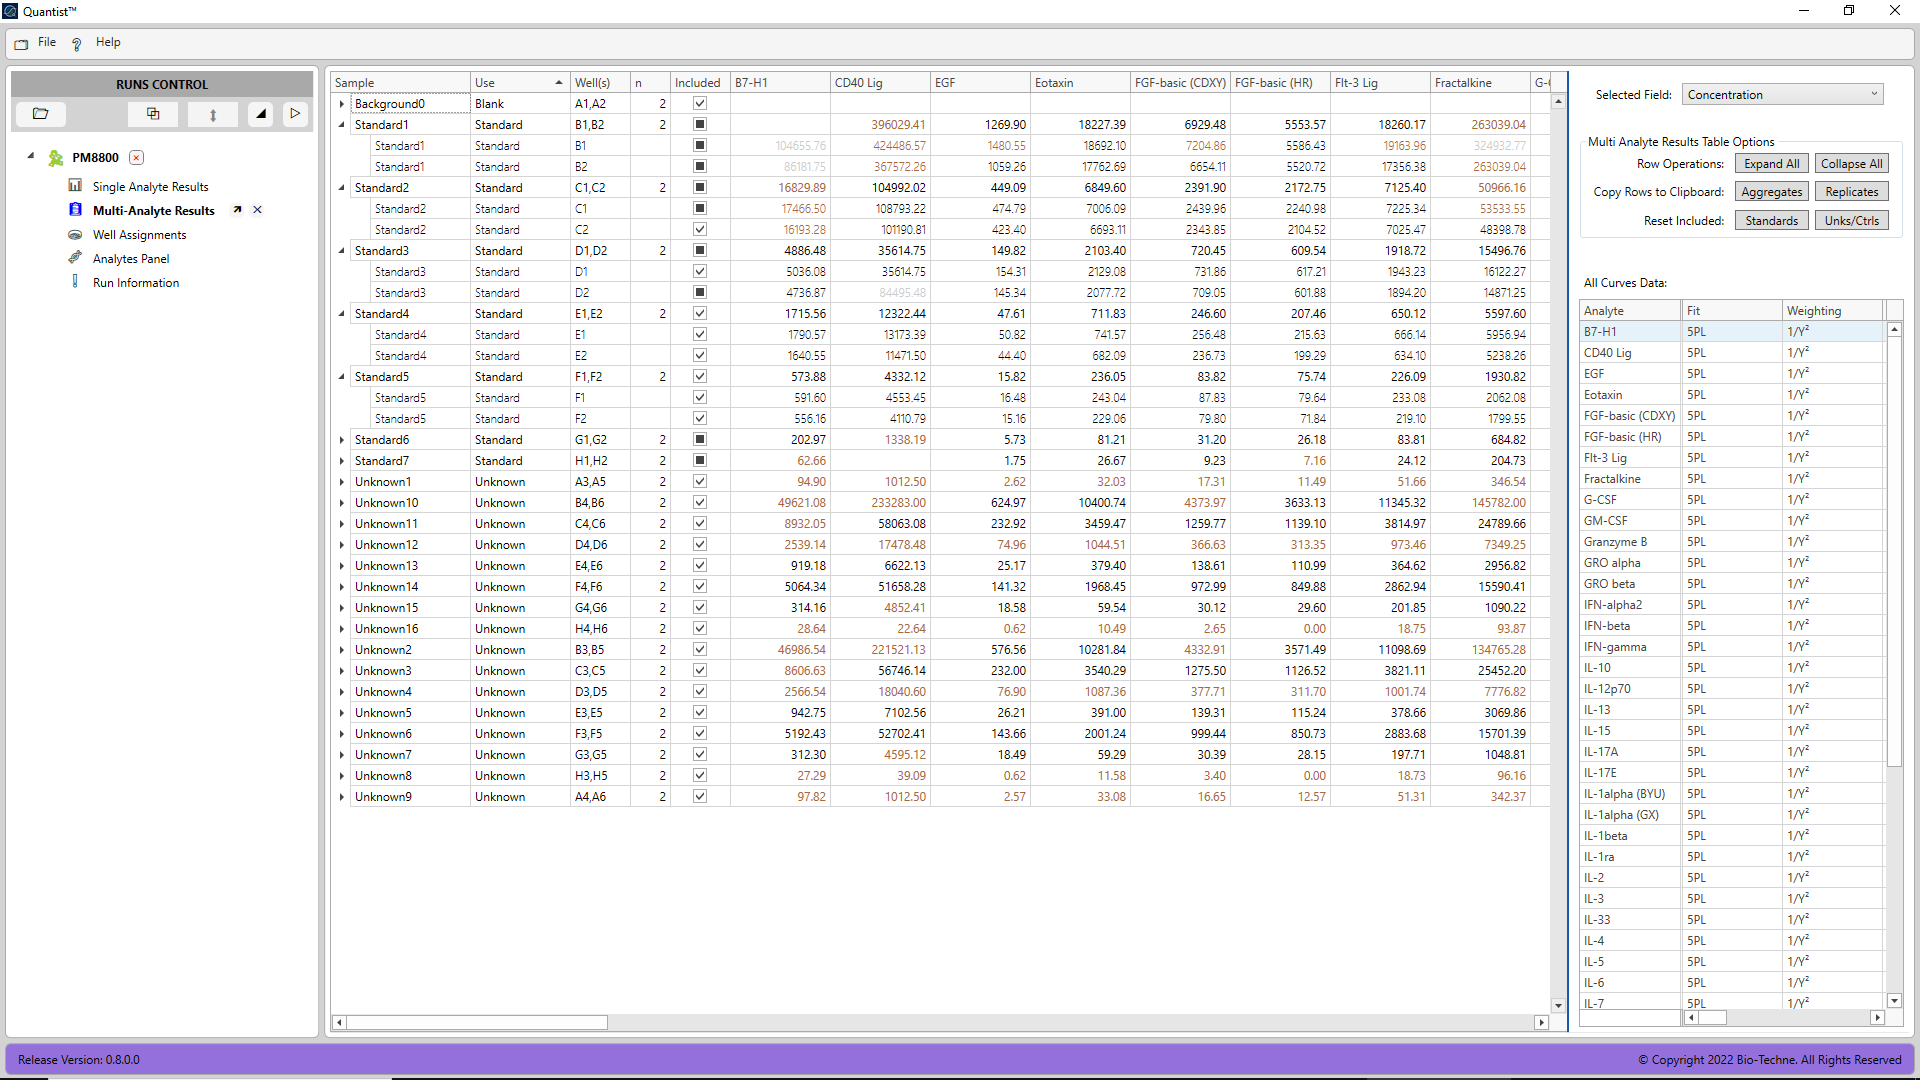 Quantist™
File Help
RUNS CONTROL
PM8800
Single Analyte Results
Multi-Analyte Results
Well Assignments
Analytes Panel
Run Information
Sample Use Well(s) n Included B7-H1 CD40 Lig EGF Eotaxin FGF-basic (CDXY) FGF-basic (HR) Flt-3 Lig Fractalkine G-C
Background0 Blank A1,A2 2
Standard1 Standard B1,B2 2 396029.41 1269.90 18227.39 6929.48 5553.57 18260.17 263039.04
Standard1 Standard B1 104655.76 424486.57 1480.55 18692.10 7204.86 5586.43 19163.96 324932.77
Standard1 Standard B2 86181.75 367572.26 1059.26 17762.69 6654.11 5520.72 17356.38 263039.04
Standard2 Standard C1,C2 2 16829.89 104992.02 449.09 6849.60 2391.90 2172.75 7125.40 50966.16
Standard2 Standard C1 17466.50 108793.22 474.79 7006.09 2439.96 2240.98 7225.34 53533.55
Standard2 Standard C2 16193.28 101190.81 423.40 6693.11 2343.85 2104.52 7025.47 48398.78
Standard3 Standard D1,D2 2 4886.48 35614.75 149.82 2103.40 720.45 609.54 1918.72 15496.76
Standard3 Standard D1 5036.08 35614.75 154.31 2129.08 731.86 617.21 1943.23 16122.27
Standard3 Standard D2 4736.87 84495.48 145.34 2077.72 709.05 601.88 1894.20 14871.25
Standard4 Standard E1,E2 2 1715.56 12322.44 47.61 711.83 246.60 207.46 650.12 5597.60
Standard4 Standard E1 1790.57 13173.39 50.82 741.57 256.48 215.63 666.14 5956.94
Standard4 Standard E2 1640.55 11471.50 44.40 682.09 236.73 199.29 634.10 5238.26
Standard5 Standard F1,F2 2 573.88 4332.12 15.82 236.05 83.82 75.74 226.09 1930.82
Standard5 Standard F1 591.60 4553.45 16.48 243.04 87.83 79.64 233.08 2062.08
Standard5 Standard F2 556.16 4110.79 15.16 229.06 79.80 71.84 219.10 1799.55
Standard6 Standard G1,G2 2 202.97 1338.19 5.73 81.21 31.20 26.18 83.81 684.82
Standard7 Standard H1,H2 2 62.66 1.75 26.67 9.23 7.16 24.12 204.73
Unknown1 Unknown A3,A5 2 94.90 1012.50 2.62 32.03 17.31 11.49 51.66 346.54
Unknown10 Unknown B4,B6 2 49621.08 233283.00 624.97 10400.74 4373.97 3633.13 11345.32 145782.00
Unknown11 Unknown C4,C6 2 8932.05 58063.08 232.92 3459.47 1259.77 1139.10 3814.97 24789.66
Unknown12 Unknown D4,D6 2 2539.14 17478.48 74.96 1044.51 366.63 313.35 973.46 7349.25
Unknown13 Unknown E4,E6 2 919.18 6622.13 25.17 379.40 138.61 110.99 364.62 2956.82
Unknown14 Unknown F4,F6 2 5064.34 51658.28 141.32 1968.45 972.99 849.88 2862.94 15590.41
Unknown15 Unknown G4,G6 2 314.16 4852.41 18.58 59.54 30.12 29.60 201.85 1090.22
Unknown16 Unknown H4,H6 2 28.64 22.64 0.62 10.49 2.65 0.00 18.75 93.87
Unknown2 Unknown B3,B5 2 46986.54 221521.13 576.56 10281.84 4332.91 3571.49 11098.69 134765.28
Unknown3 Unknown C3,C5 2 8606.63 56746.14 232.00 3540.29 1275.50 1126.52 3821.11 25452.20
Unknown4 Unknown D3,D5 2 2566.54 18040.60 76.90 1087.36 377.71 311.70 1001.74 7776.82
Unknown5 Unknown E3,E5 2 942.75 7102.56 26.21 391.00 139.31 115.24 378.66 3069.86
Unknown6 Unknown F3,F5 2 5192.43 52702.41 143.66 2001.24 999.44 850.73 2883.68 15701.39
Unknown7 Unknown G3,G5 2 312.30 4595.12 18.49 59.29 30.39 28.15 197.71 1048.81
Unknown8 Unknown H3,H5 2 27.29 39.09 0.62 11.58 3.40 0.00 18.73 96.16
Unknown9 Unknown A4,A6 2 97.82 1012.50 2.57 33.08 16.65 12.57 51.31 342.37
Selected Field: Concentration
Multi Analyte Results Table Options
Row Operations: Expand All Collapse All
Copy Rows to Clipboard: Aggregates Replicates
Reset Included: Standards Unks/Ctrls
All Curves Data:
Analyte Fit Weighting
B7-H1 5PL 1/Y²
CD40 Lig 5PL 1/Y²
EGF 5PL 1/Y²
Eotaxin 5PL 1/Y²
FGF-basic (CDXY) 5PL 1/Y²
FGF-basic (HR) 5PL 1/Y²
Flt-3 Lig 5PL 1/Y²
Fractalkine 5PL 1/Y²
G-CSF 5PL 1/Y²
GM-CSF 5PL 1/Y²
Granzyme B 5PL 1/Y²
GRO alpha 5PL 1/Y²
GRO beta 5PL 1/Y²
IFN-alpha2 5PL 1/Y²
IFN-beta 5PL 1/Y²
IFN-gamma 5PL 1/Y²
IL-10 5PL 1/Y²
IL-12p70 5PL 1/Y²
IL-13 5PL 1/Y²
IL-15 5PL 1/Y²
IL-17A 5PL 1/Y²
IL-17E 5PL 1/Y²
IL-1alpha (BYU) 5PL 1/Y²
IL-1alpha (GX) 5PL 1/Y²
IL-1beta 5PL 1/Y²
IL-1ra 5PL 1/Y²
IL-2 5PL 1/Y²
IL-3 5PL 1/Y²
IL-33 5PL 1/Y²
IL-4 5PL 1/Y²
IL-5 5PL 1/Y²
IL-6 5PL 1/Y²
IL-7 5PL 1/Y²
Release Version: 0.8.0.0
© Copyright 2022 Bio-Techne. All Rights Reserved